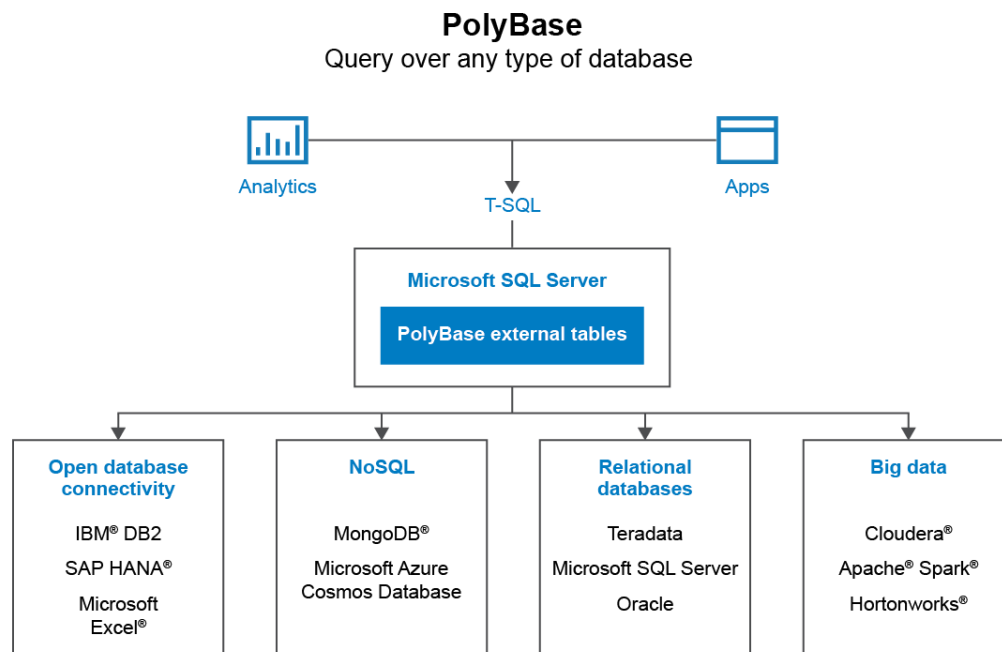 PolyBase
Query over any type of database
Analytics
Apps
T-SQL
Microsoft SQL Server
PolyBase external tables
Open database
connectivity
IBM® DB2
SAP HANA®
Microsoft
Excel®
NoSQL
MongoDB®
Microsoft Azure
Cosmos Database
Relational
databases
Teradata
Microsoft SQL Server
Oracle
Big data
Cloudera®
Apache® Spark®
Hortonworks®